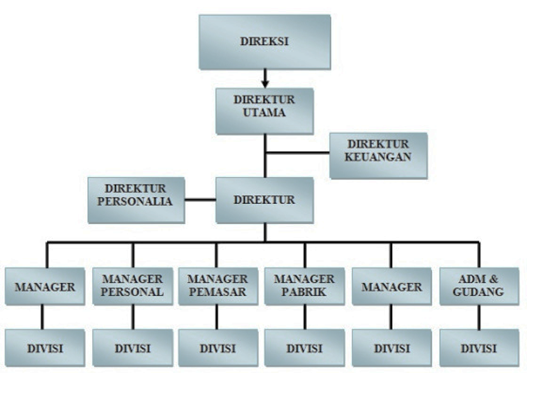 DIREKSI
DIREKTUR
UTAMA
DIREKTUR
KEUANGAN
DIREKTUR
PERSONALIA
DIREKTUR
MANAGER
MANAGER
PERSONAL
MANAGER
PEMASAR
MANAGER
PABRIK
MANAGER
ADM &
GUDANG
DIVISI
DIVISI
DIVISI
DIVISI
DIVISI
DIVISI